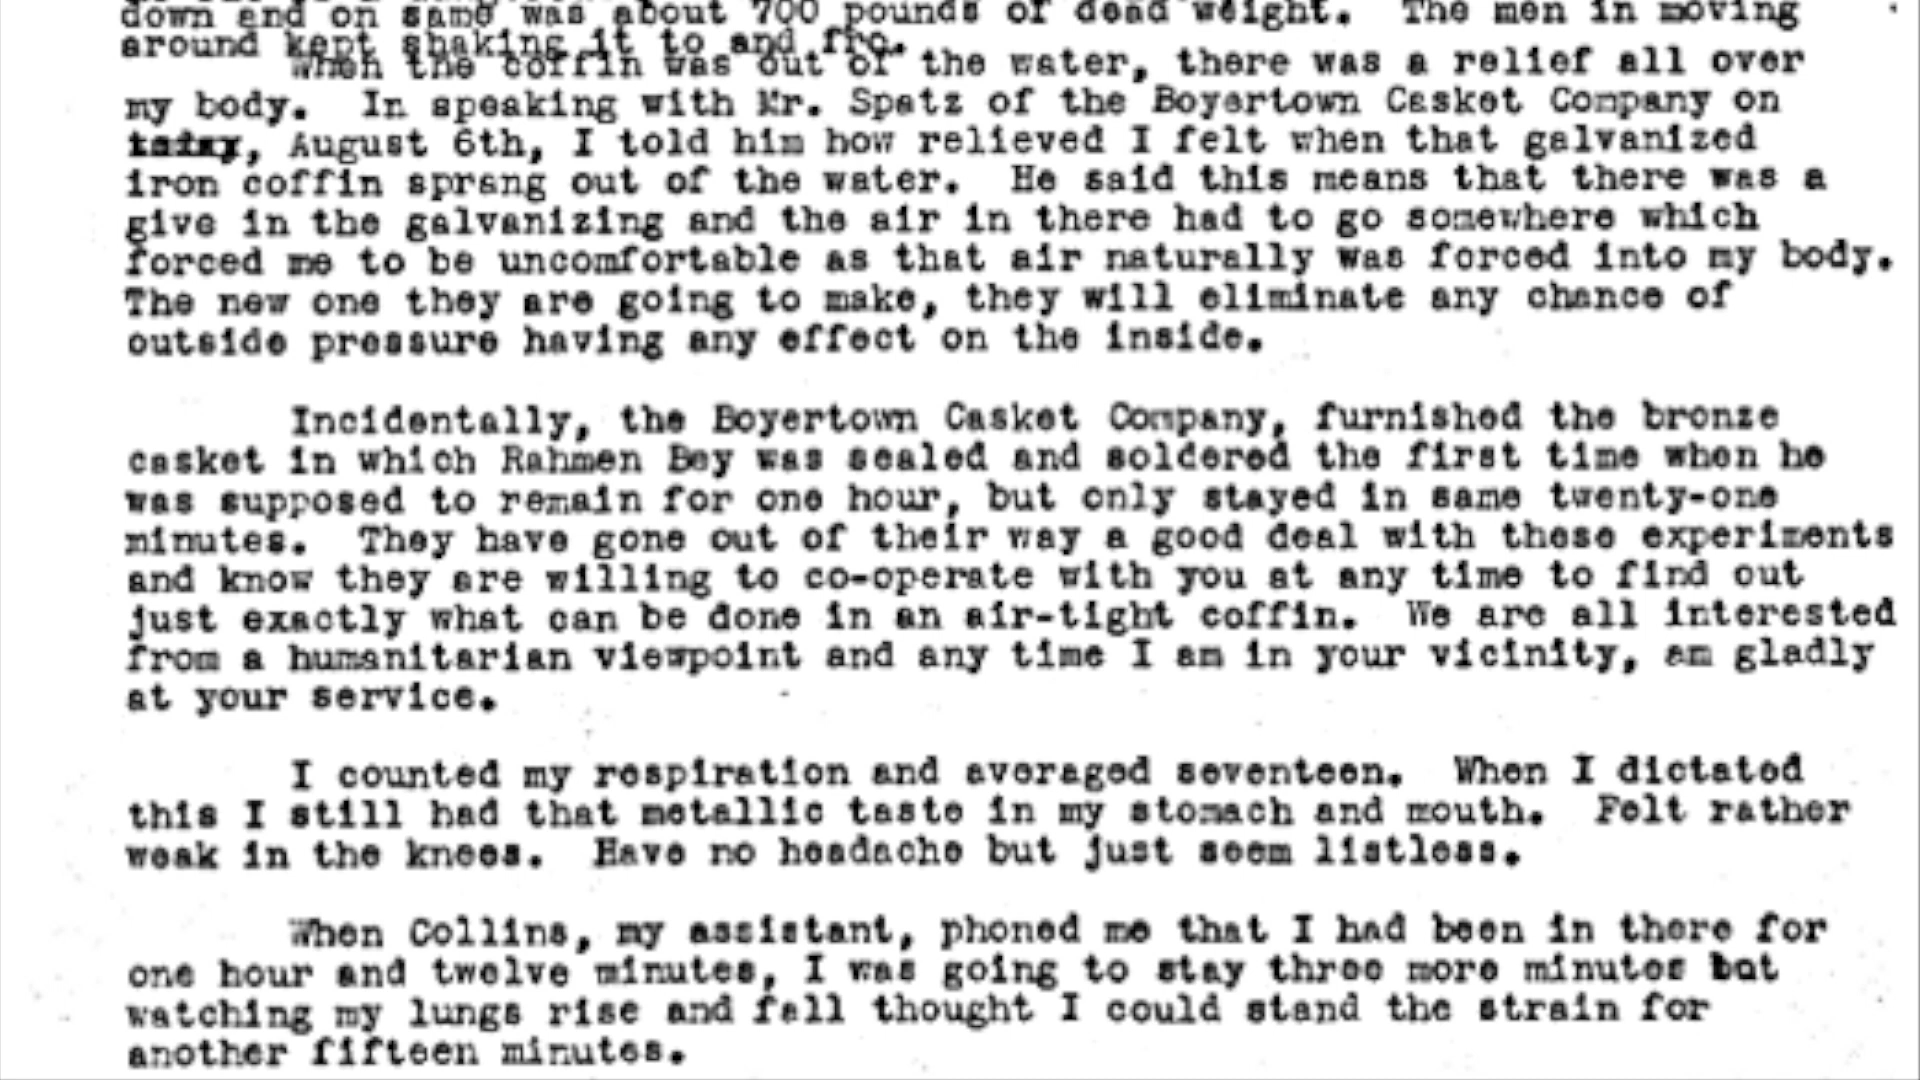 down and on same was about 700 pounds of dead weight. The men in moving
around kept shaking it to and fro.
When the coffin was out of the water, there was a relief all over
my body. In speaking with Mr. Spatz of the Boyertown Casket Company on
August 6th, I told him how relieved I felt when that galvanized
iron coffin sprang out of the water. He said this means that there was a
give in the galvanizing and the air in there had to go somewhere which
forced me to be uncomfortable as that air naturally was forced into my body.
The new one they are going to make, they will eliminate any chance of
outside pressure having any effect on the inside.
Incidentally, the Boyertown Casket Company, furnished the bronze
casket in which Rahmen Bey was sealed and soldered the first time when he
was supposed to remain for one hour, but only stayed in same twenty-one
minutes. They have gone out of their way a good deal with these experiments
and know they are willing to co-operate with you at any time to find out
just exactly what can be done in an air-tight coffin. We are all interested
from a humanitarian viewpoint and any time I am in your vicinity, am gladly
at your service.
I counted my respiration and averaged seventeen. When I dictated
this I still had that metallic taste in my stomach and mouth. Felt rather
weak in the knees. Have no headache but just seem listless.
When Collins, my assistant, phoned me that I had been in there for
one hour and twelve minutes, I was going to stay three more minutes but
watching my lungs rise and fall thought I could stand the strain for
another fifteen minutes.